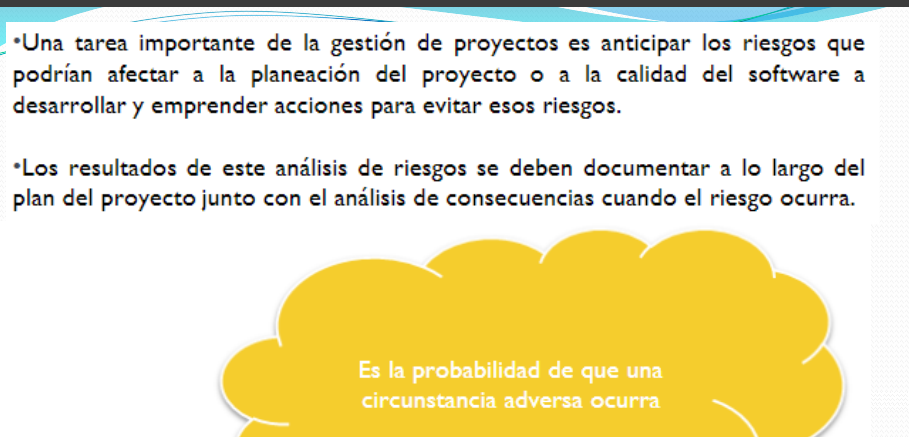 •Una tarea importante de la gestión de proyectos es anticipar los riesgos que
podrían afectar a la planeación del proyecto o a la calidad del software a
desarrollar y emprender acciones para evitar esos riesgos.
•Los resultados de este análisis de riesgos se deben documentar a lo largo del
plan del proyecto junto con el análisis de consecuencias cuando el riesgo ocurra.
Es la probabilidad de que una
circunstancia adversa ocurra